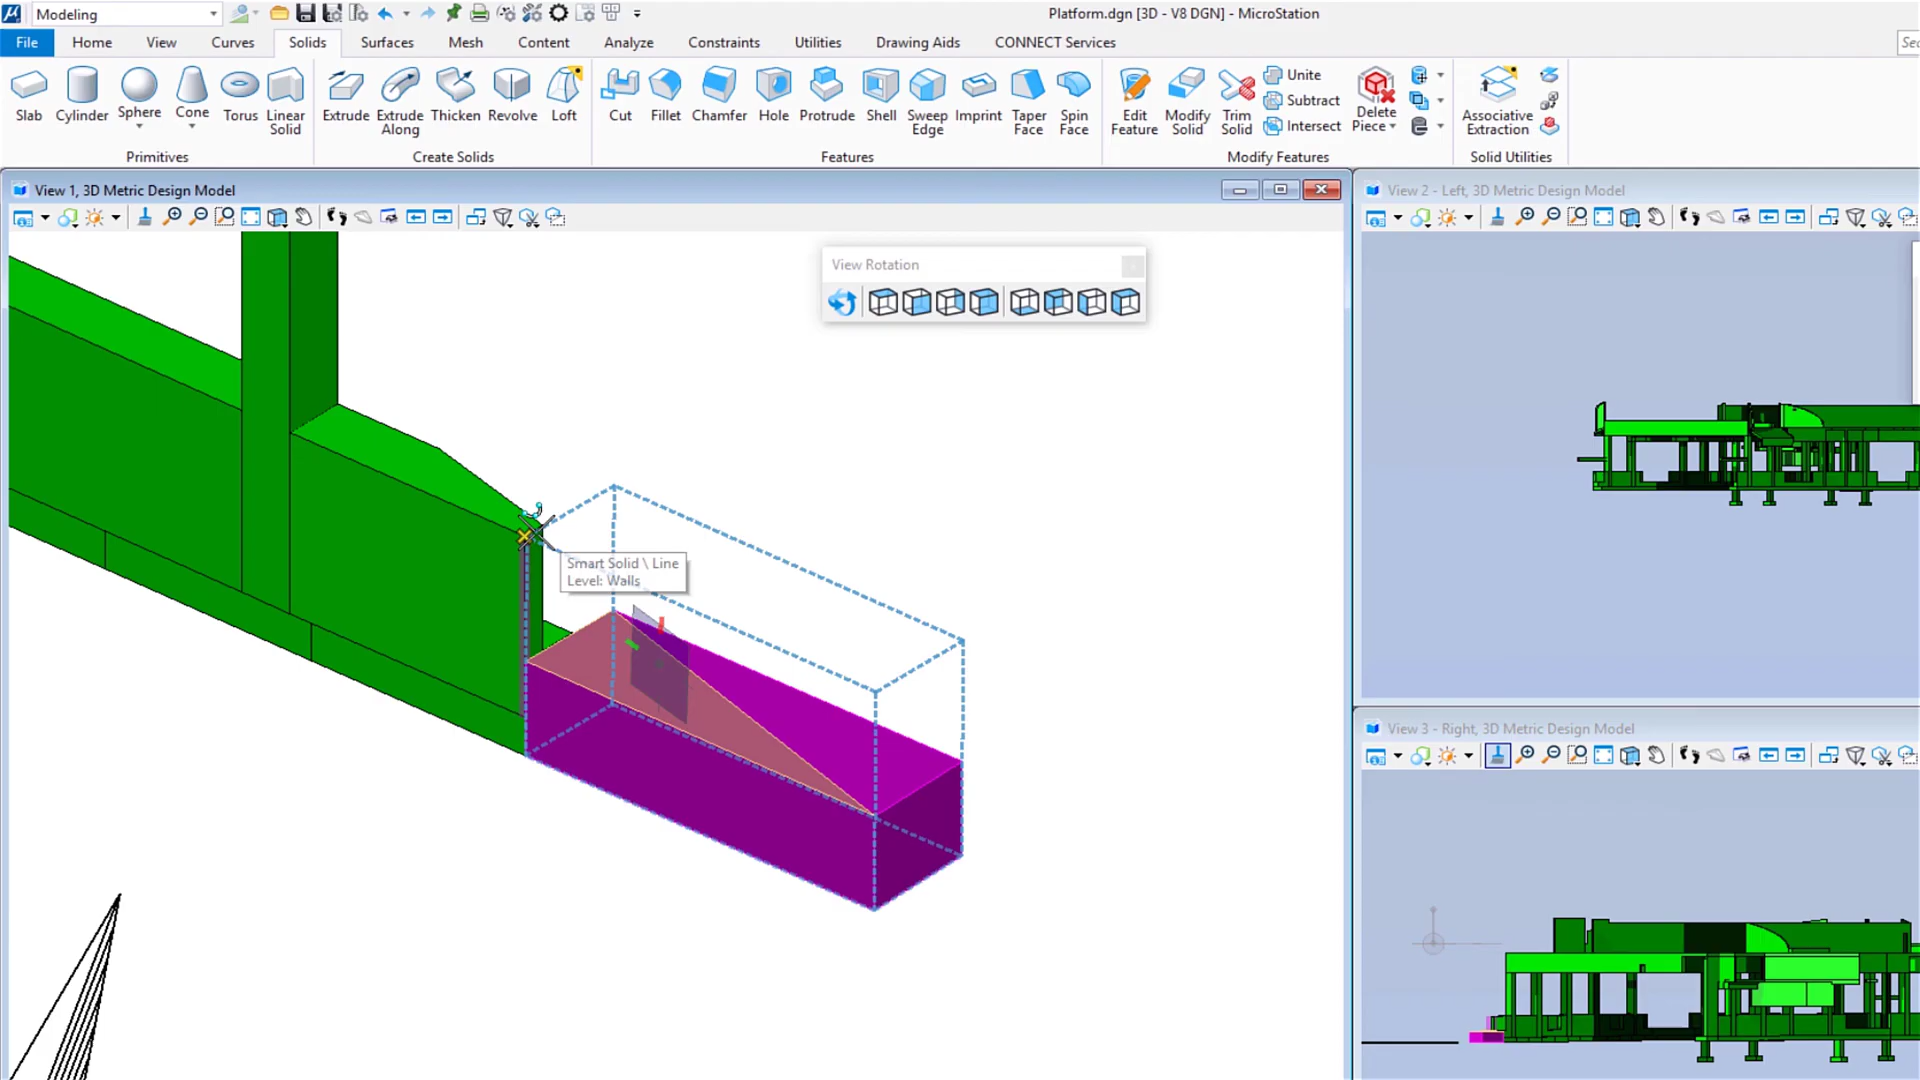 Modeling
Platform.dgn [3D - V8 DGN] - MicroStation
File Home View Curves Solids Surfaces Mesh Content Analyze Constraints Utilities Drawing Aids CONNECT Services
Slab Cylinder Sphere Cone Torus Linear Solid
Primitives
Extrude Extrude Along Thicken Revolve Loft
Create Solids
Cut Fillet Chamfer Hole Protrude Shell Sweep Edge Imprint Taper Face Spin Face
Features
Edit Feature Modify Solid Trim Solid
Unite
Subtract
Intersect
Delete Piece
Modify Features
Associative Extraction
Solid Utilities
View 1, 3D Metric Design Model
View Rotation
Smart Solid \ Line
Level: Walls
View 2 - Left, 3D Metric Design Model
View 3 - Right, 3D Metric Design Model